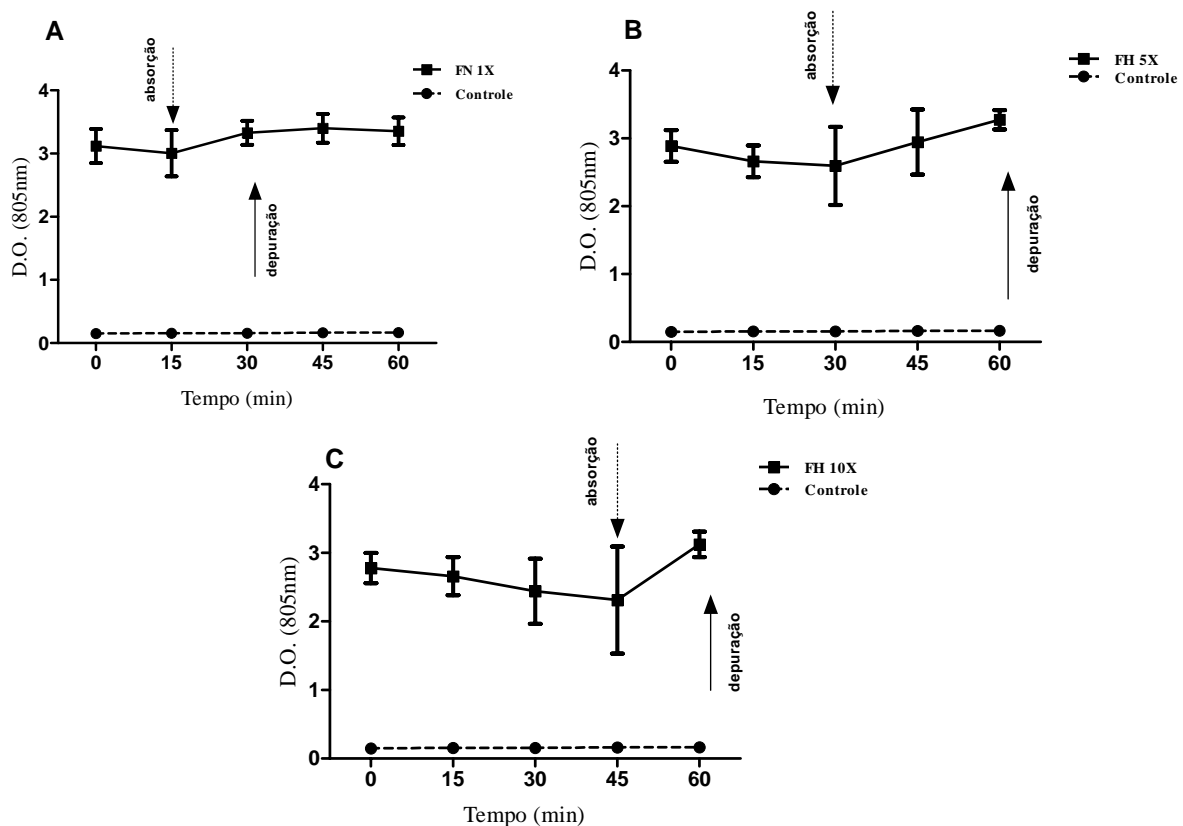 A
absorção
FN 1X
Controle
4
3
2
1
0
D.O. (805nm)
depuração
0 15 30 45 60
Tempo (min)
B
absorção
FH 5X
Controle
4
3
2
1
0
D.O. (805nm)
depuração
0 15 30 45 60
Tempo (min)
C
absorção
FH 10X
Controle
4
3
2
1
0
D.O. (805nm)
depuração
0 15 30 45 60
Tempo (min)